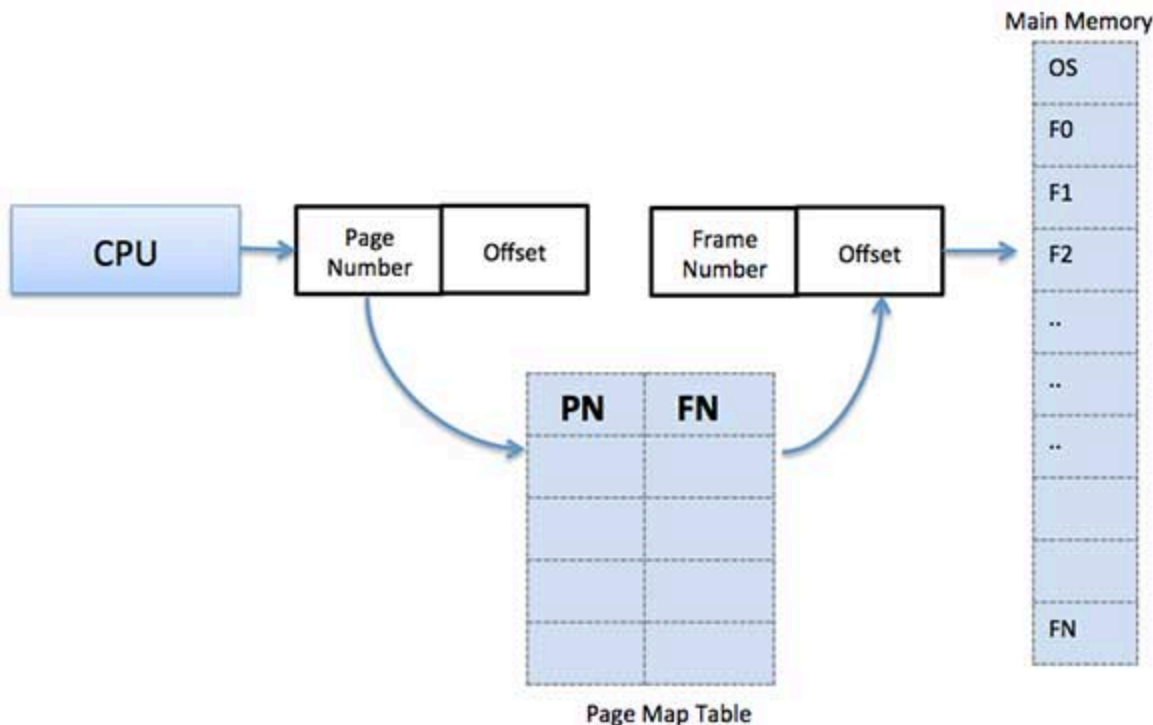 Main Memory
OS
F0
F1
F2
..
..
..
FN
CPU
Page
Number
Offset
Frame
Number
Offset
PN FN
Page Map Table